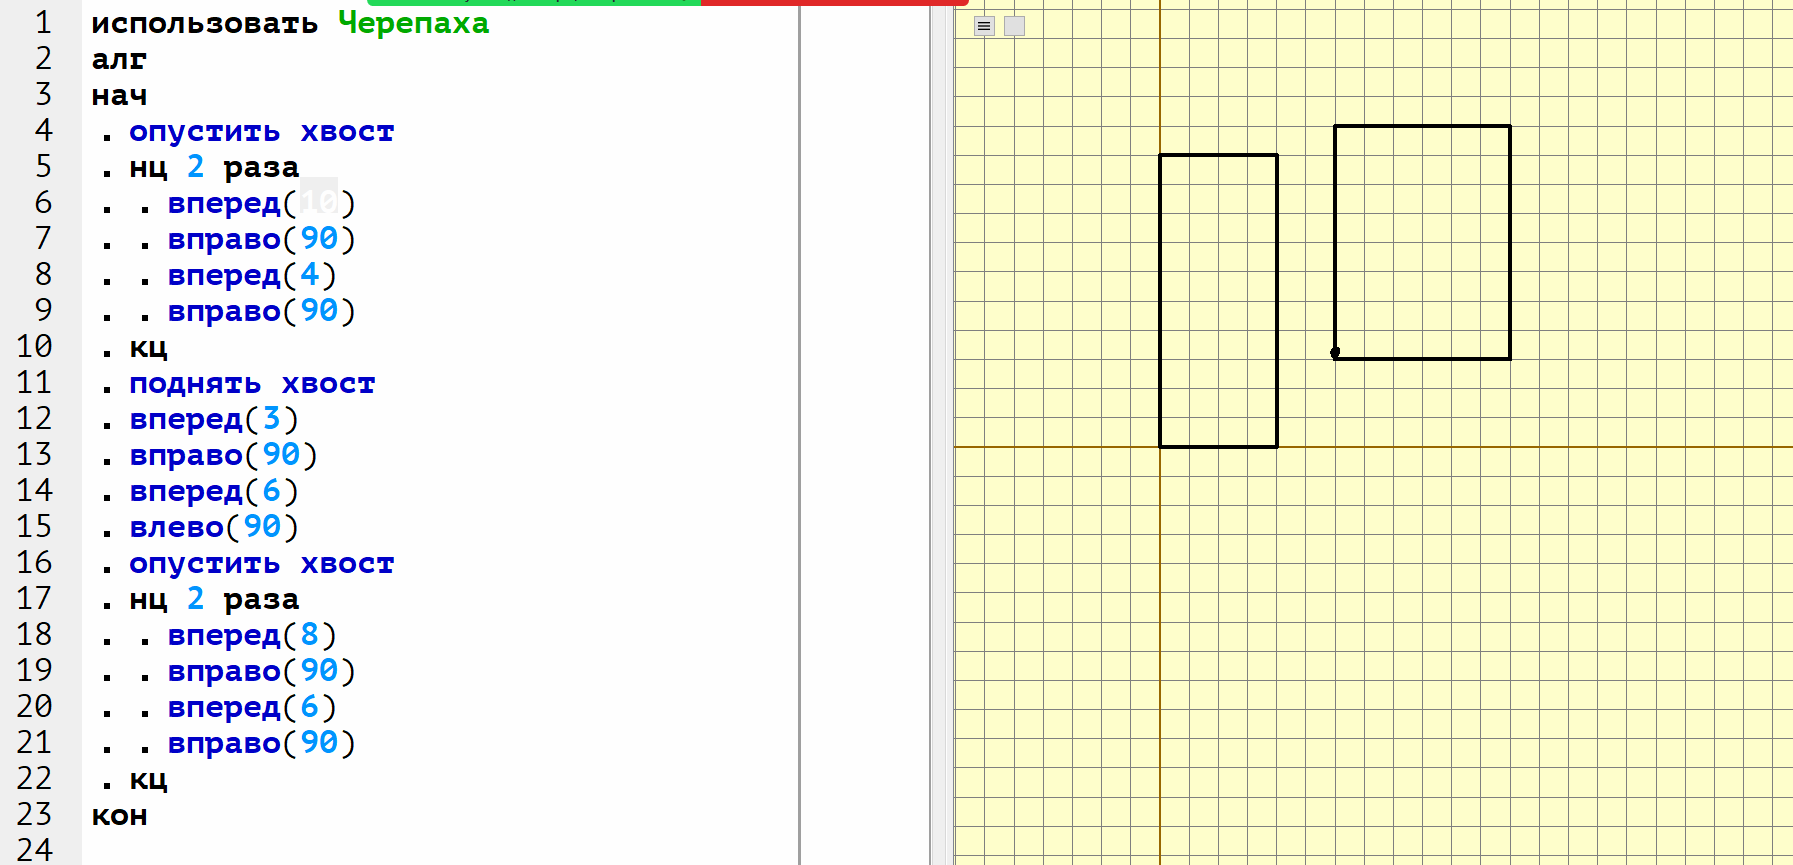 1 использовать Черепаха
2 алг
3 нач
4 . опустить хвост
5 . нц 2 раза
6 . . вперед(10)
7 . . вправо(90)
8 . . вперед(4)
9 . . вправо(90)
10 . кц
11 . поднять хвост
12 . вперед(3)
13 . вправо(90)
14 . вперед(6)
15 . влево(90)
16 . опустить хвост
17 . нц 2 раза
18 . . вперед(8)
19 . . вправо(90)
20 . . вперед(6)
21 . . вправо(90)
22 . кц
23 кон
24